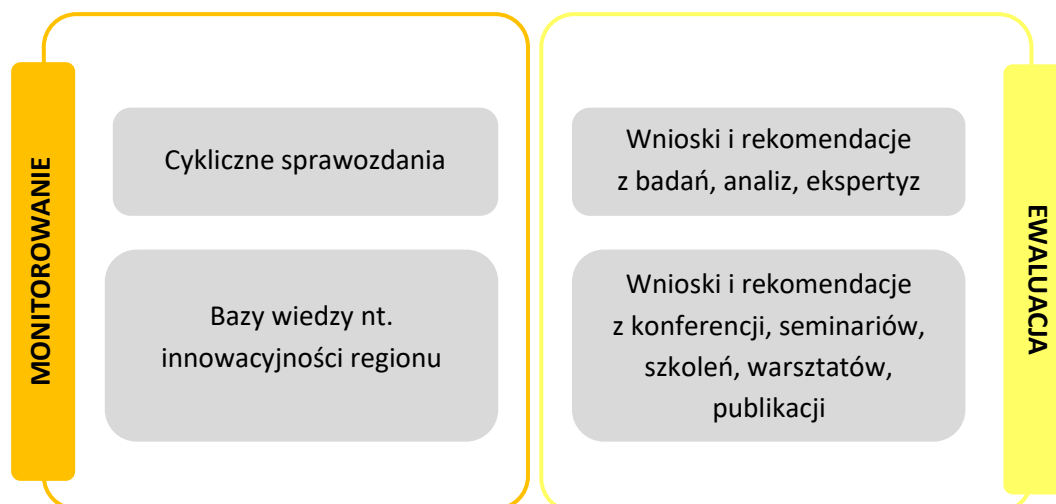 MONITOROWANIE
Cykliczne sprawozdania
Bazy wiedzy nt.
innowacyjności regionu
Wnioski i rekomendacje
z badań, analiz, ekspertyz
Wnioski i rekomendacje
z konferencji, seminariów,
szkoleń, warsztatów,
publikacji
EWALUACJA